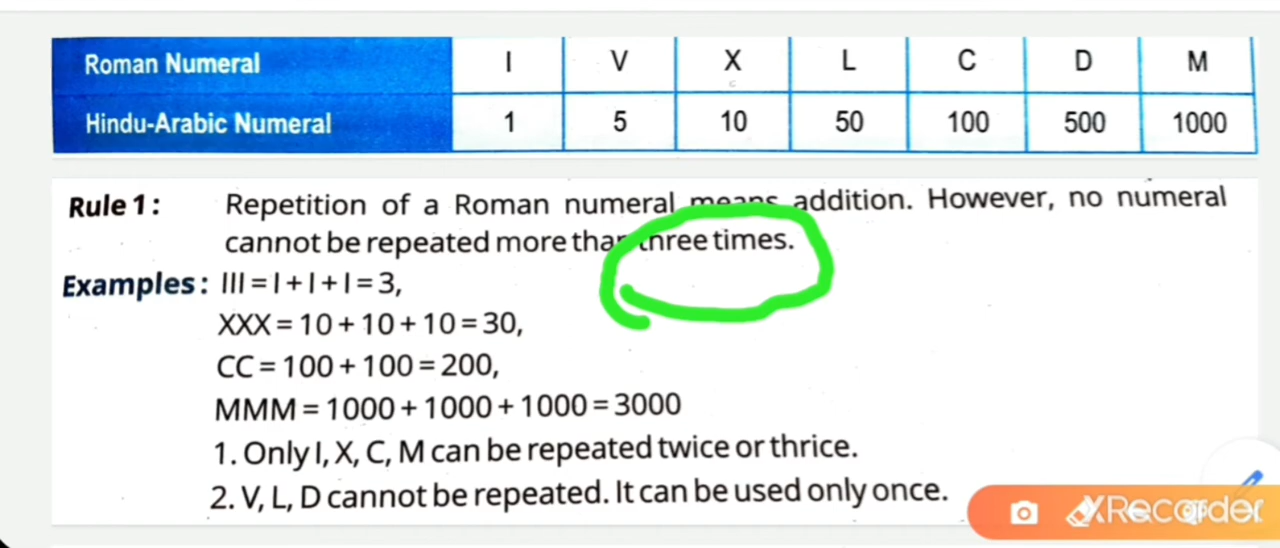 Roman Numeral I V X L C D M
Hindu-Arabic Numeral 1 5 10 50 100 500 1000
Rule 1: Repetition of a Roman numeral means addition. However, no numeral
cannot be repeated more than three times.
Examples: III = I + I + I = 3,
XXX = 10 + 10 + 10 = 30,
CC = 100 + 100 = 200,
MMM = 1000 + 1000 + 1000 = 3000
1. Only I, X, C, M can be repeated twice or thrice.
2. V, L, D cannot be repeated. It can be used only once.
XRecorder